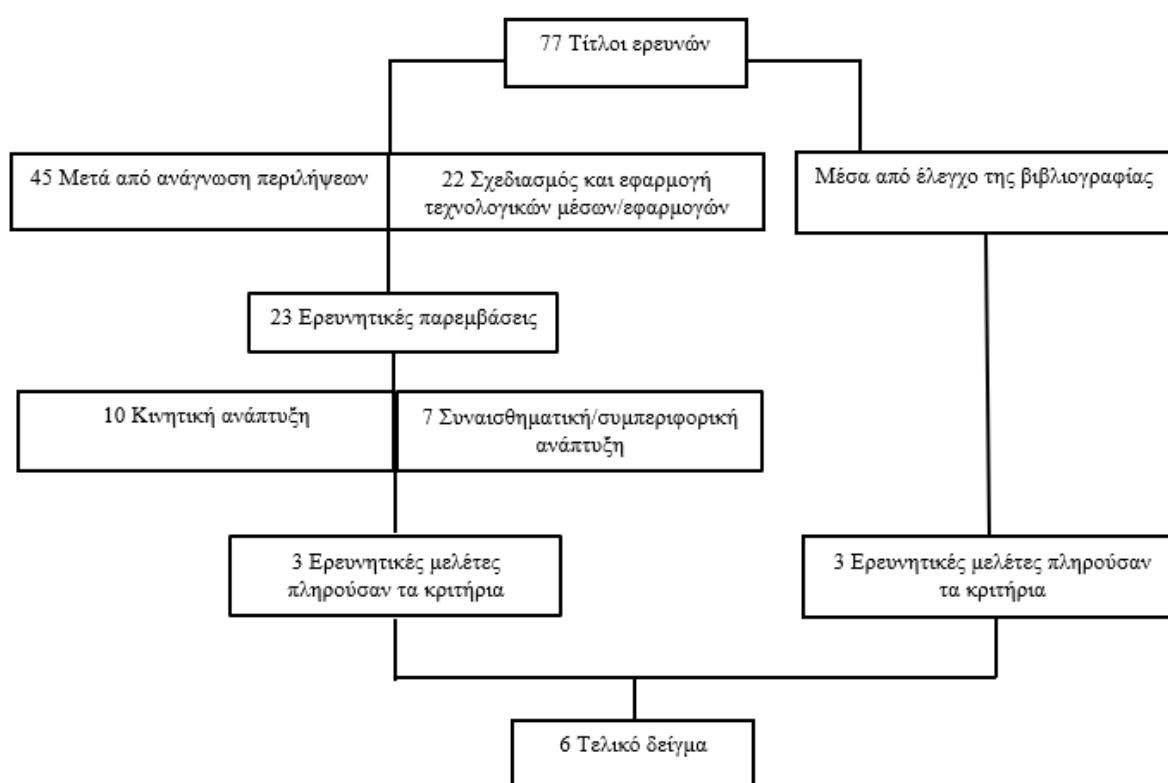 77 Τίτλοι ερευνών
45 Μετά από ανάγνωση περιλήψεων
22 Σχεδιασμός και εφαρμογή
τεχνολογικών μέσων/εφαρμογών
Μέσα από έλεγχο της βιβλιογραφίας
23 Ερευνητικές παρεμβάσεις
10 Κινητική ανάπτυξη
7 Συναισθηματική/συμπεριφορική
ανάπτυξη
3 Ερευνητικές μελέτες
πληρούσαν τα κριτήρια
3 Ερευνητικές μελέτες πληρούσαν
τα κριτήρια
6 Τελικό δείγμα